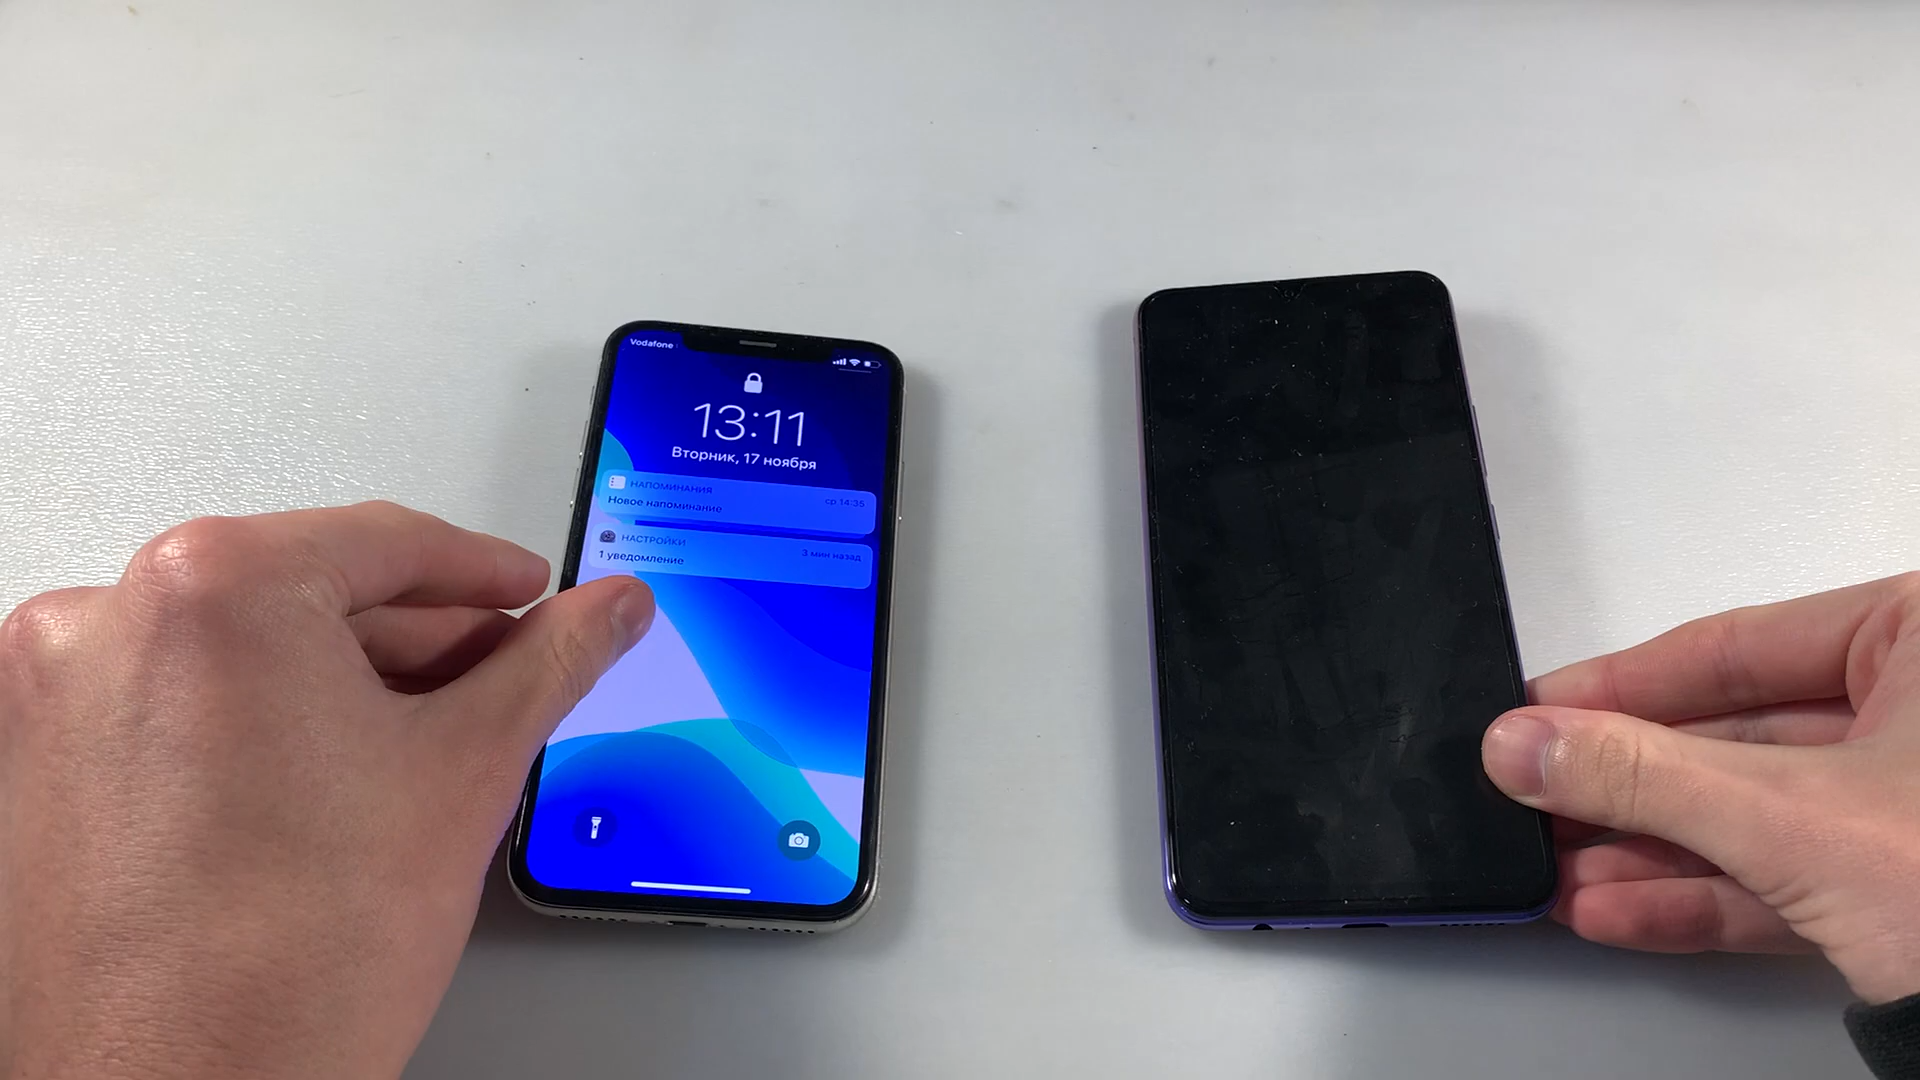 Vodafone
13:11
Вторник, 17 ноября
НАПОМИНАНИЯ
ср 14:35
Новое напоминание
НАСТРОЙКИ
3 мин назад
1 уведомление